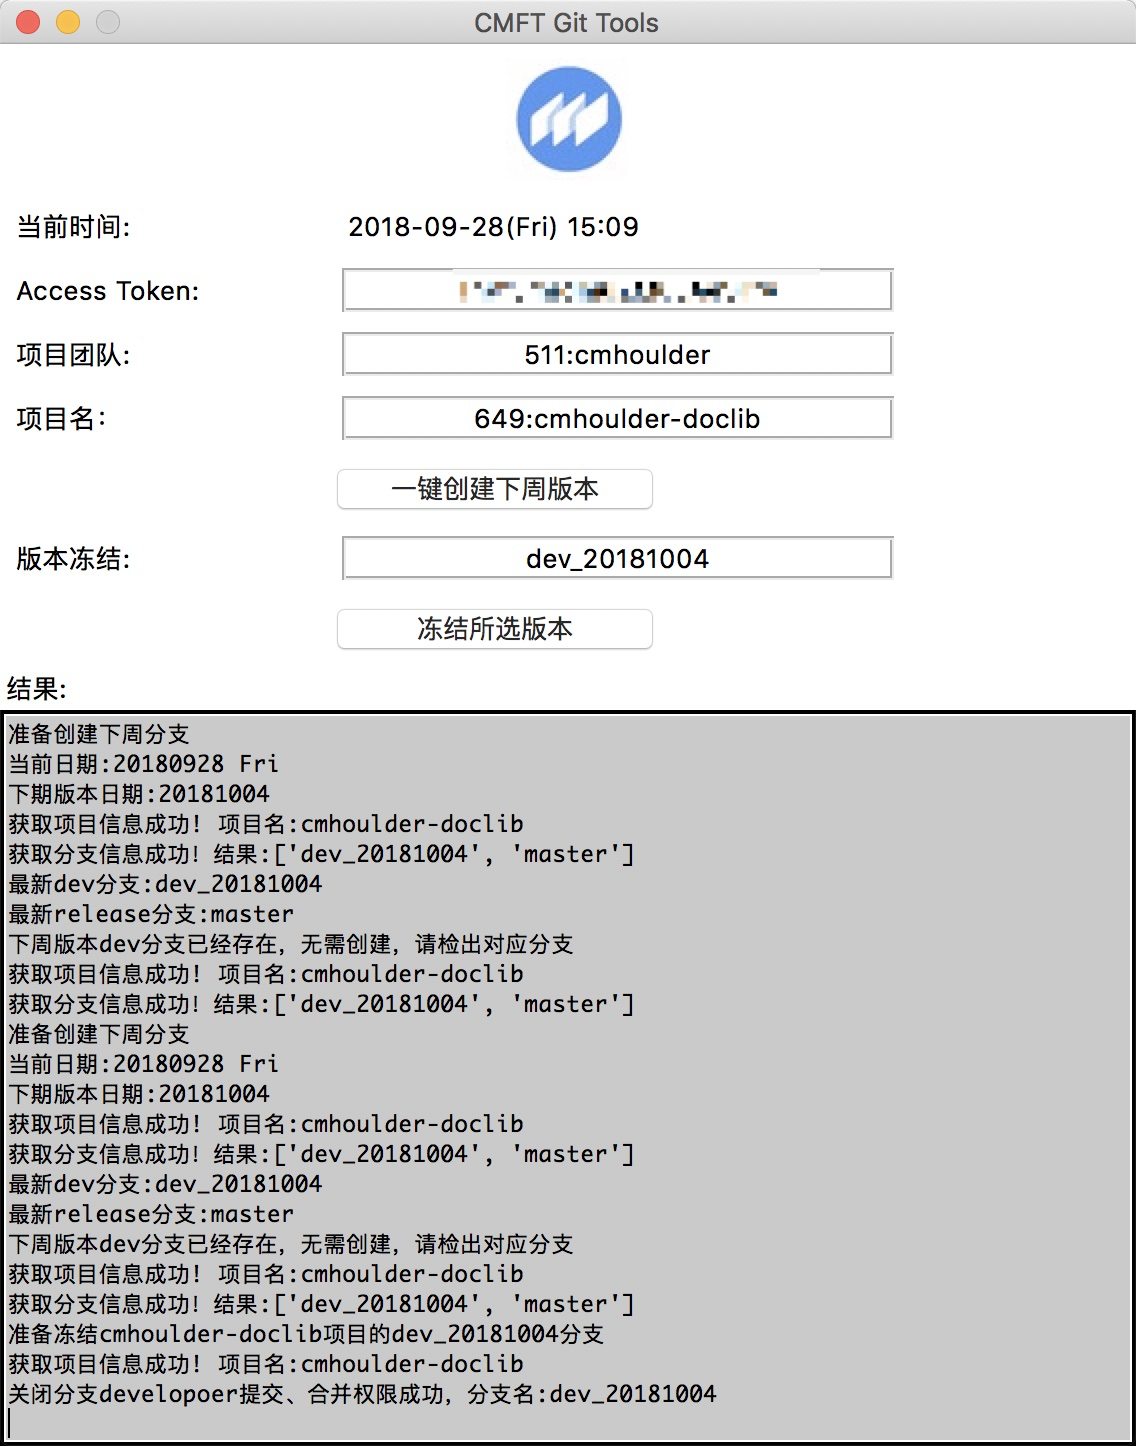 CMFT Git Tools
当前时间: 2018-09-28(Fri) 15:09
Access Token:
项目团队: 511:cmhoulder
项目名: 649:cmhoulder-doclib
一键创建下周版本
版本冻结: dev_20181004
冻结所选版本
结果:
准备创建下周分支
当前日期:20180928 Fri
下期版本日期:20181004
获取项目信息成功! 项目名:cmhoulder-doclib
获取分支信息成功! 结果:['dev_20181004', 'master']
最新dev分支:dev_20181004
最新release分支:master
下周版本dev分支已经存在, 无需创建, 请检出对应分支
获取项目信息成功! 项目名:cmhoulder-doclib
获取分支信息成功! 结果:['dev_20181004', 'master']
准备创建下周分支
当前日期:20180928 Fri
下期版本日期:20181004
获取项目信息成功! 项目名:cmhoulder-doclib
获取分支信息成功! 结果:['dev_20181004', 'master']
最新dev分支:dev_20181004
最新release分支:master
下周版本dev分支已经存在, 无需创建, 请检出对应分支
获取项目信息成功! 项目名:cmhoulder-doclib
获取分支信息成功! 结果:['dev_20181004', 'master']
准备冻结cmhoulder-doclib项目的dev_20181004分支
获取项目信息成功! 项目名:cmhoulder-doclib
关闭分支developoer提交、合并权限成功, 分支名:dev_20181004